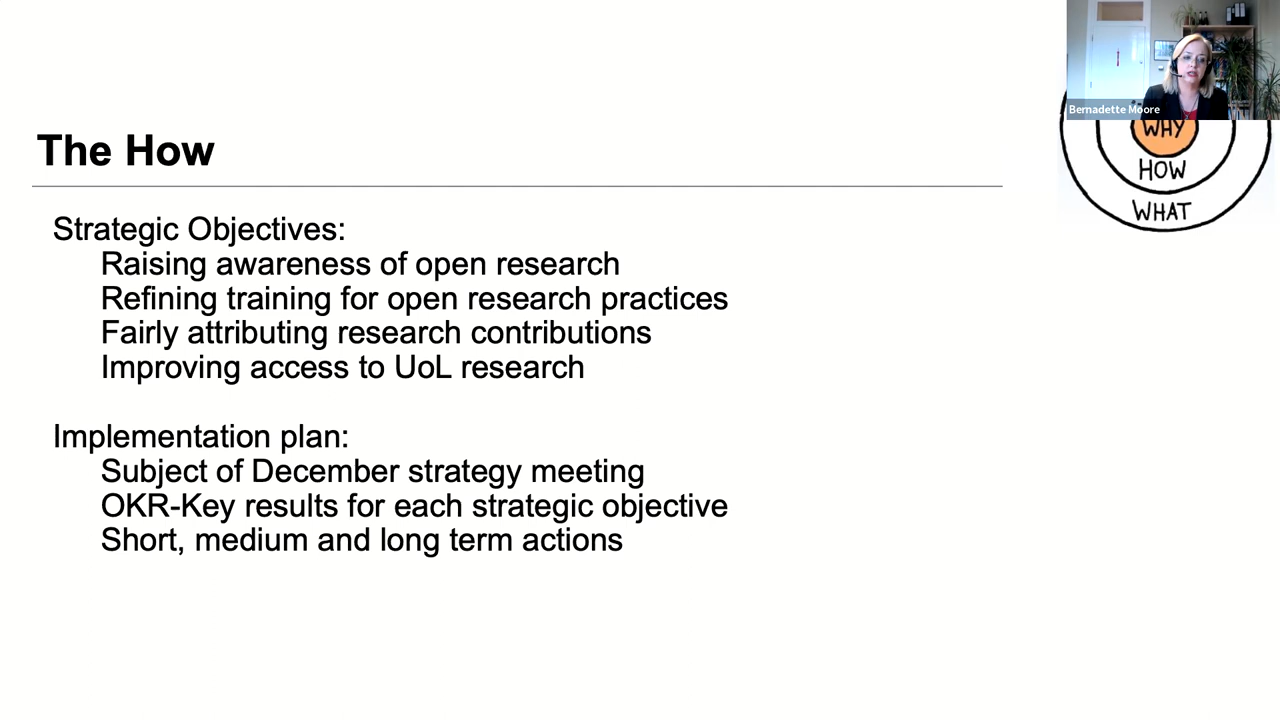 Bernadette Moore
The How
WHY
HOW
WHAT
Strategic Objectives:
Raising awareness of open research
Refining training for open research practices
Fairly attributing research contributions
Improving access to UoL research
Implementation plan:
Subject of December strategy meeting
OKR-Key results for each strategic objective
Short, medium and long term actions